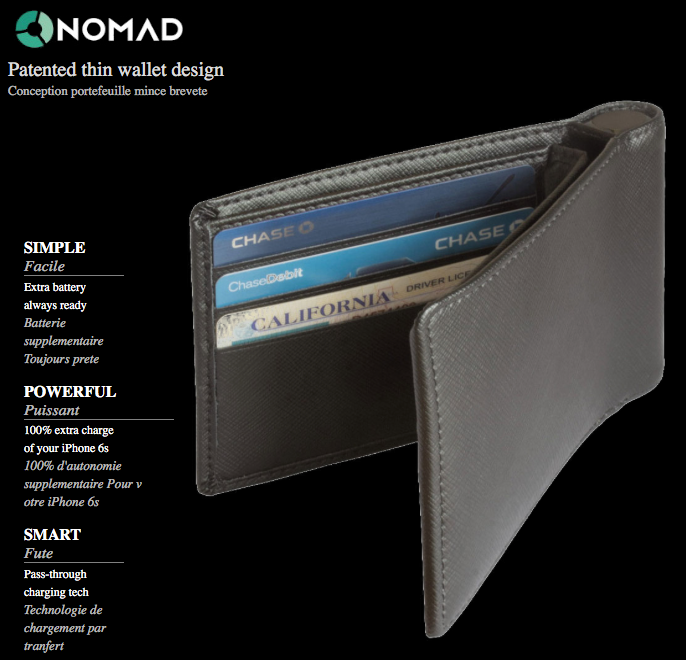 NOMAD
Patented thin wallet design
Conception portefeuille mince brevete
CHASE
CHASE
ChaseDebit
CALIFORNIA
DRIVER LICE
SIMPLE
Facile
Extra battery
always ready
Batterie
supplementaire
Toujours prete
POWERFUL
Puissant
100% extra charge
of your iPhone 6s
100% d'autonomie
supplementaire Pour v
otre iPhone 6s
SMART
Fute
Pass-through
charging tech
Technologie de
chargement par
tranfert